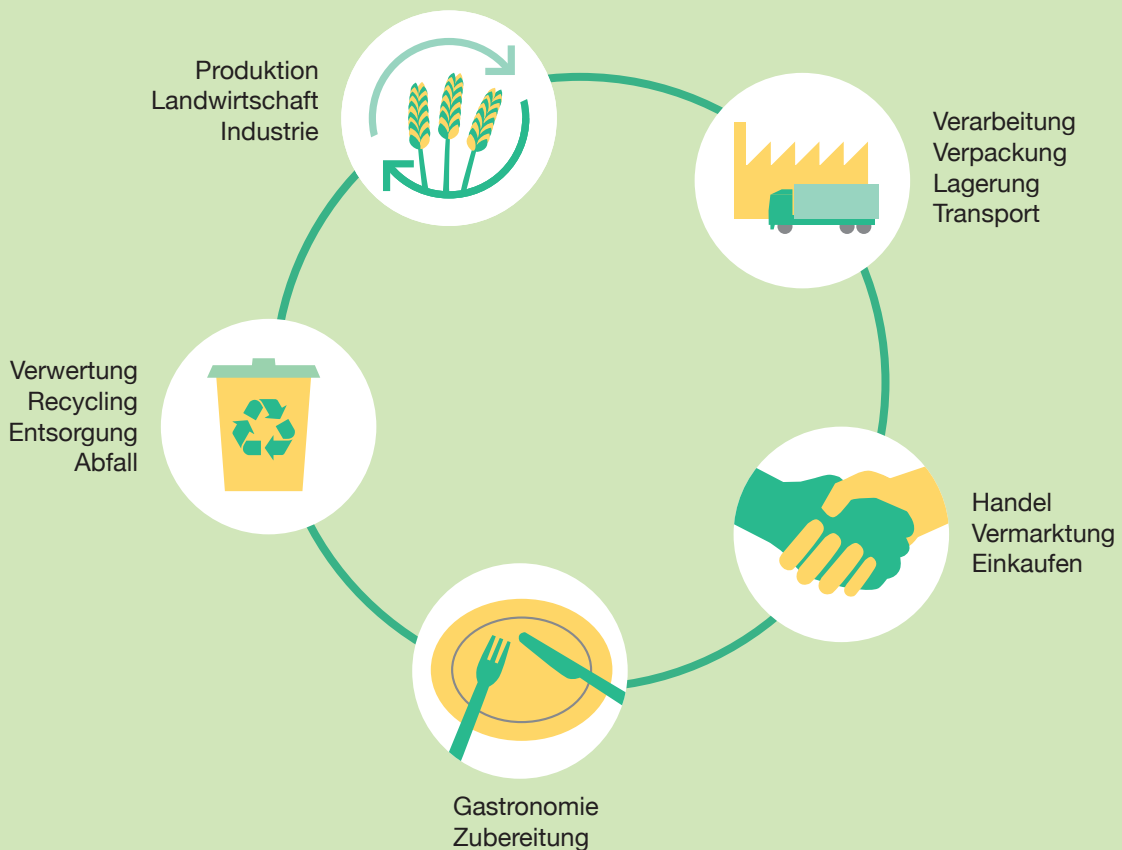 Produktion
Landwirtschaft
Industrie
Verarbeitung
Verpackung
Lagerung
Transport
Handel
Vermarktung
Einkaufen
Gastronomie
Zubereitung
Verwertung
Recycling
Entsorgung
Abfall